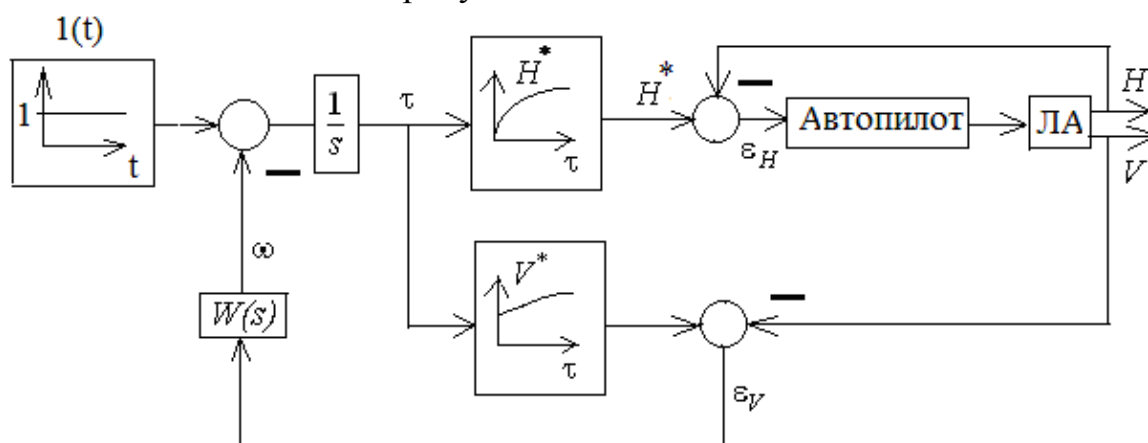 1(t)
1
t
ω
W(s)
1
s
τ
H*
τ
V*
τ
H*
ε_H
Автопилот
ЛА
H
V
ε_V